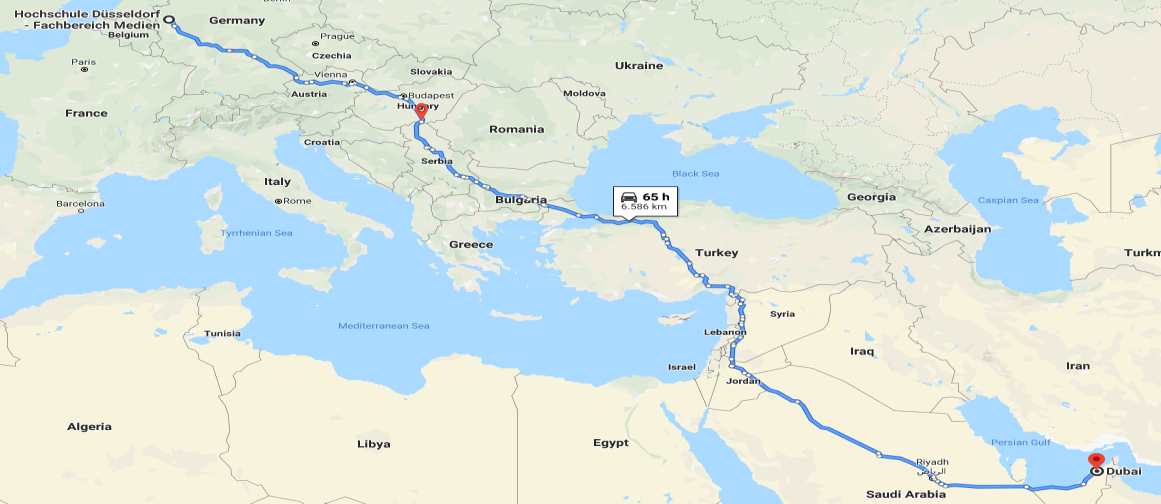 Berlin
Hochschule Düsseldorf
- Fachbereich Medien
Germany
Belgium
Prague
Czechia
Paris
Vienna
Slovakia
Ukraine
Austria
Budapest
Hungary
Moldova
France
Romania
Croatia
Serbia
Black Sea
Italy
Rome
Barcelona
Bulgaria
65 h
6.586 km
Georgia
Caspian Sea
Azerbaijan
Tyrrhenian Sea
Greece
Turkey
Turkm
Mediterranean Sea
Tunisia
Syria
Lebanon
Iraq
Israel
Iran
Jordan
Algeria
Libya
Egypt
Persian Gulf
Riyadh
الرياض
Dubai
Saudi Arabia